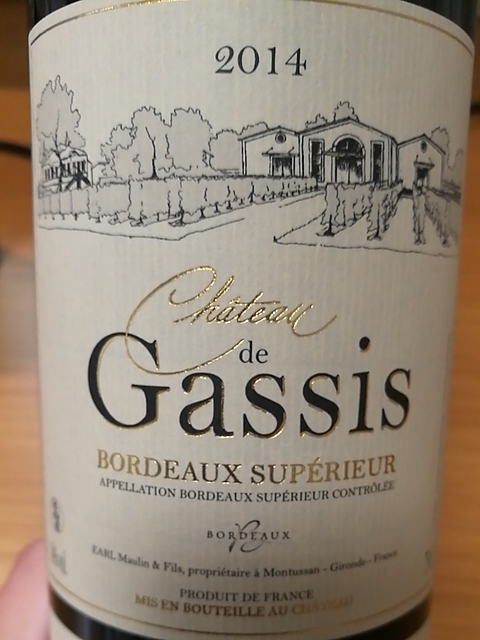 2014
Château
de
Gassis
BORDEAUX SUPÉRIEUR
APPELLATION BORDEAUX SUPÉRIEUR CONTRÔLÉE
BORDEAUX
EARL Maulin & Fils, propriétaire à Montussan - Gironde - France
PRODUIT DE FRANCE
MIS EN BOUTEILLE AU CHÂTEAU